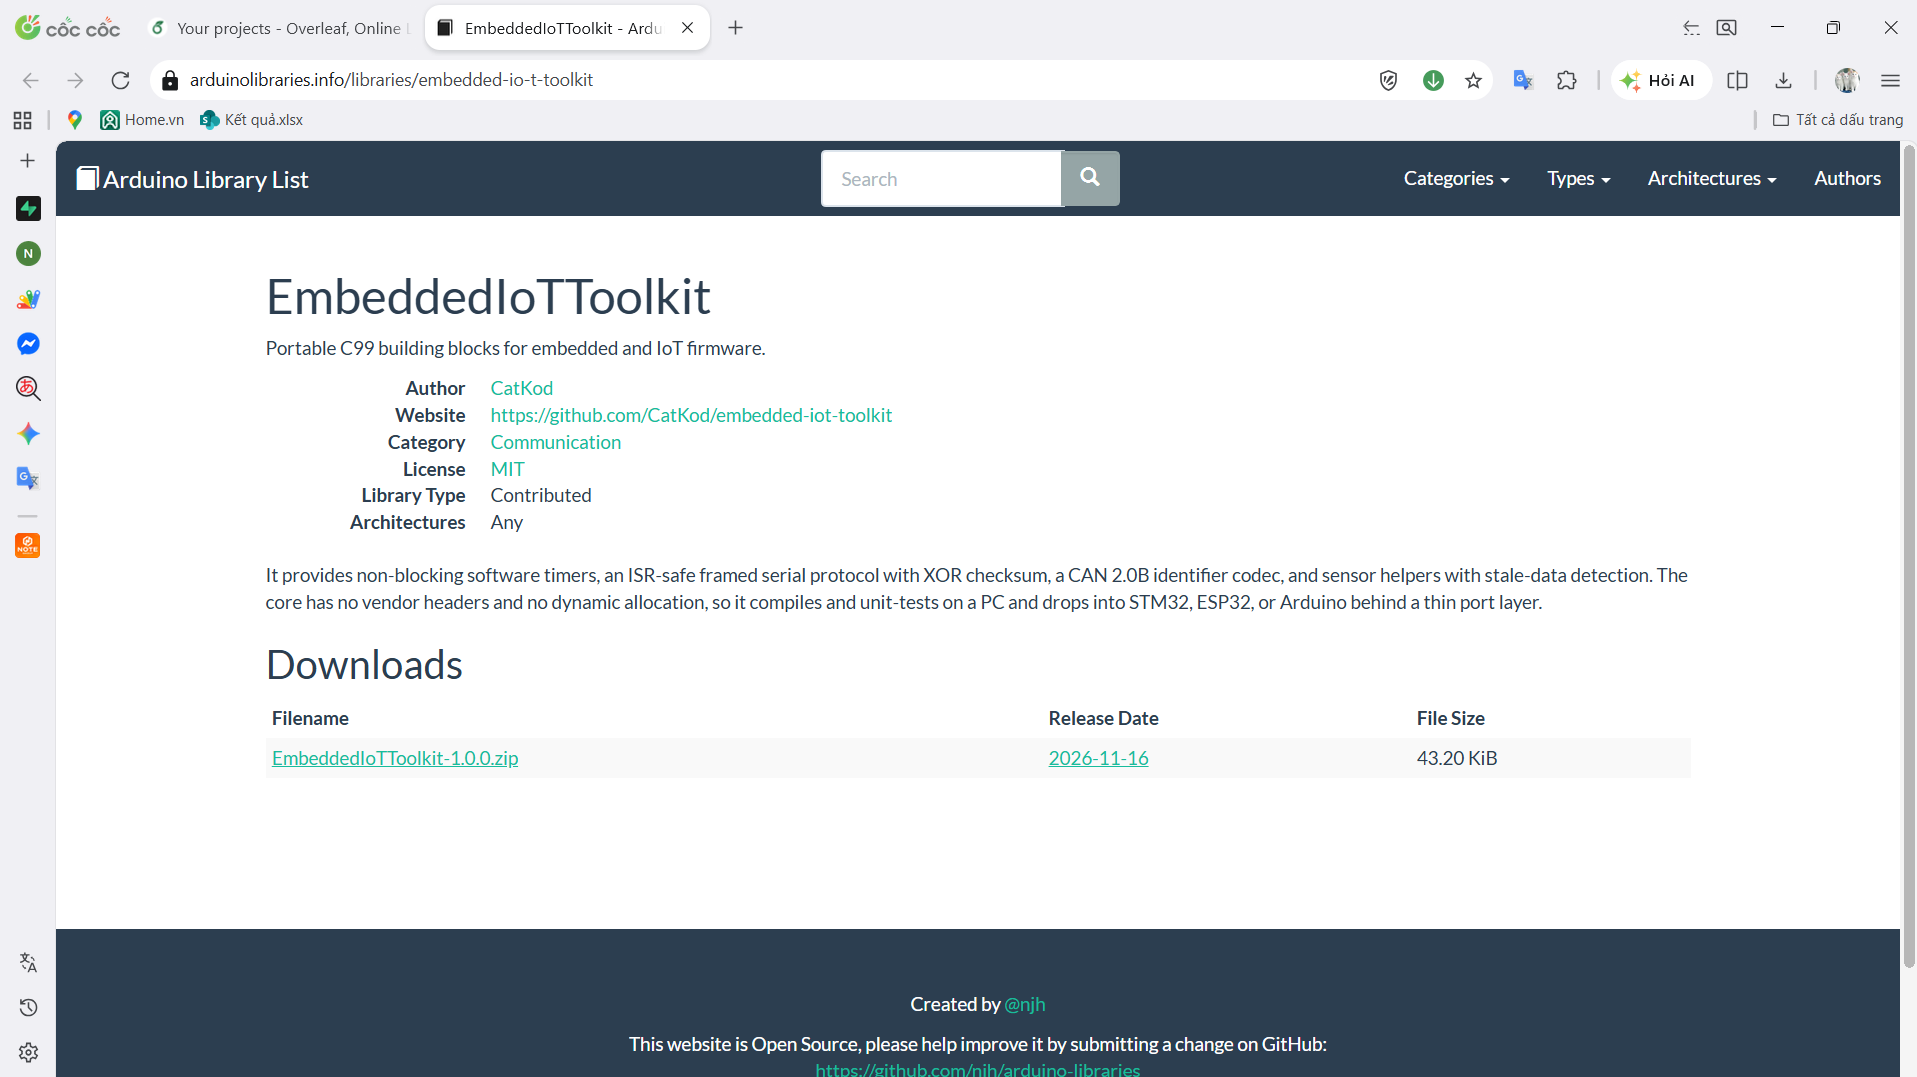 cốc cốc
Your projects - Overleaf, Online
EmbeddedIoTToolkit - Ardu
arduinolibraries.info/libraries/embedded-io-t-toolkit
Hỏi AI
Home.vn
Kết quả.xlsx
Tất cả dấu trang
Arduino Library List
Search
Categories
Types
Architectures
Authors
N
NOTE
EmbeddedIoTToolkit
Portable C99 building blocks for embedded and IoT firmware.
Author CatKod
Website https://github.com/CatKod/embedded-iot-toolkit
Category Communication
License MIT
Library Type Contributed
Architectures Any
It provides non-blocking software timers, an ISR-safe framed serial protocol with XOR checksum, a CAN 2.0B identifier codec, and sensor helpers with stale-data detection. The
core has no vendor headers and no dynamic allocation, so it compiles and unit-tests on a PC and drops into STM32, ESP32, or Arduino behind a thin port layer.
Downloads
Filename Release Date File Size
EmbeddedIoTToolkit-1.0.0.zip 2026-11-16 43.20 KiB
Created by @njh
This website is Open Source, please help improve it by submitting a change on GitHub:
https://github.com/njh/arduino-libraries